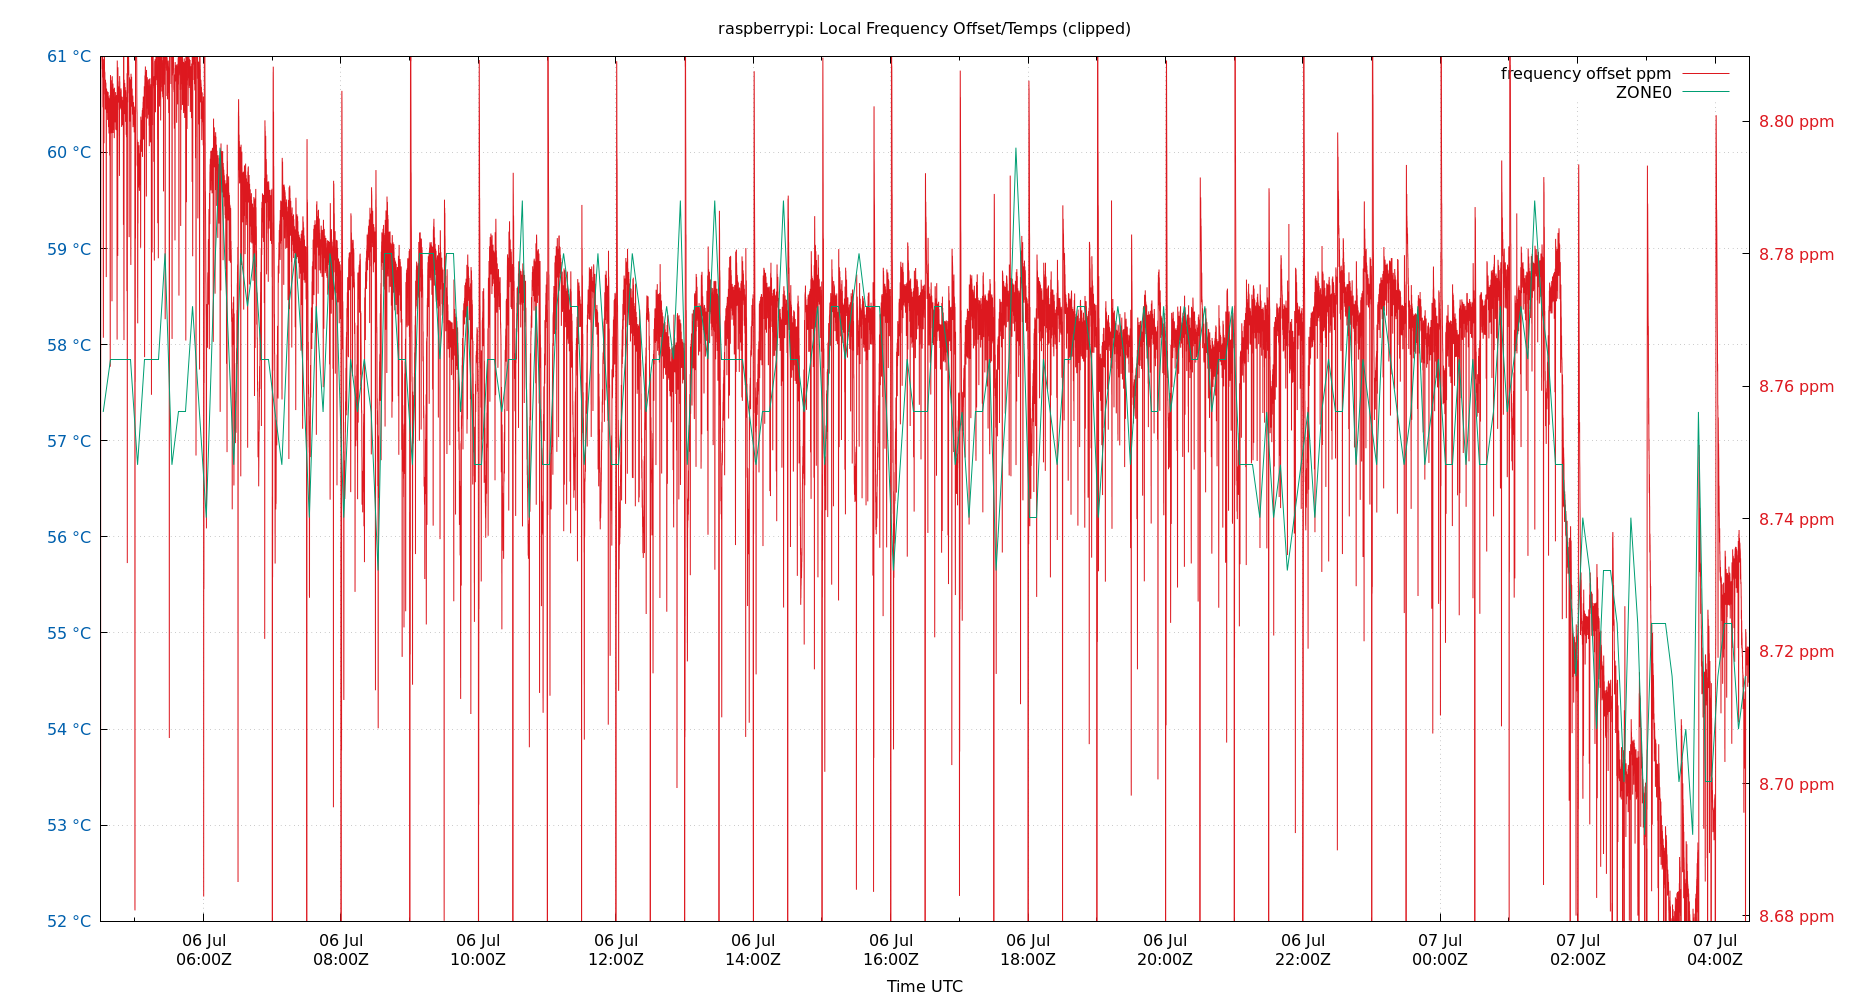 raspberrypi: Local Frequency Offset/Temps (clipped)
61 °C
60 °C
59 °C
58 °C
57 °C
56 °C
55 °C
54 °C
53 °C
52 °C
frequency offset ppm
ZONE0
8.80 ppm
8.78 ppm
8.76 ppm
8.74 ppm
8.72 ppm
8.70 ppm
8.68 ppm
06 Jul 06 Jul 06 Jul 06 Jul 06 Jul 06 Jul 06 Jul 06 Jul 06 Jul 07 Jul 07 Jul 07 Jul
06:00Z 08:00Z 10:00Z 12:00Z 14:00Z 16:00Z 18:00Z 20:00Z 22:00Z 00:00Z 02:00Z 04:00Z
Time UTC